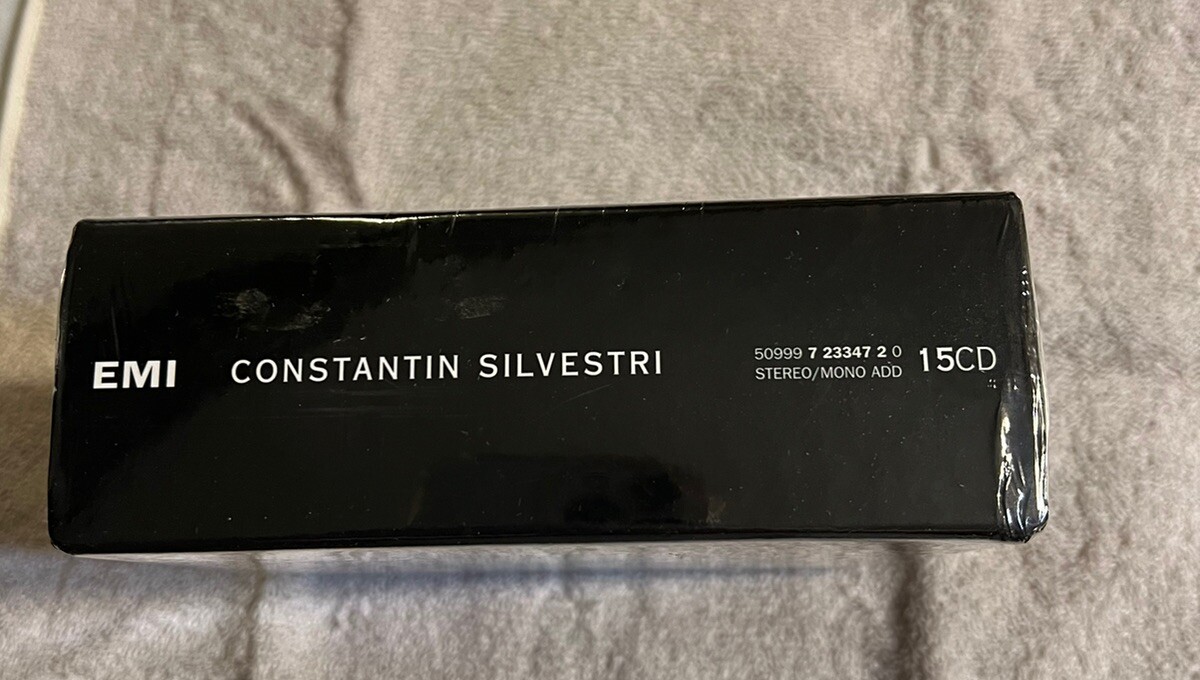 EMI CONSTANTIN SILVESTRI
50999 7 23347 2 0
STEREO/MONO ADD
15CD